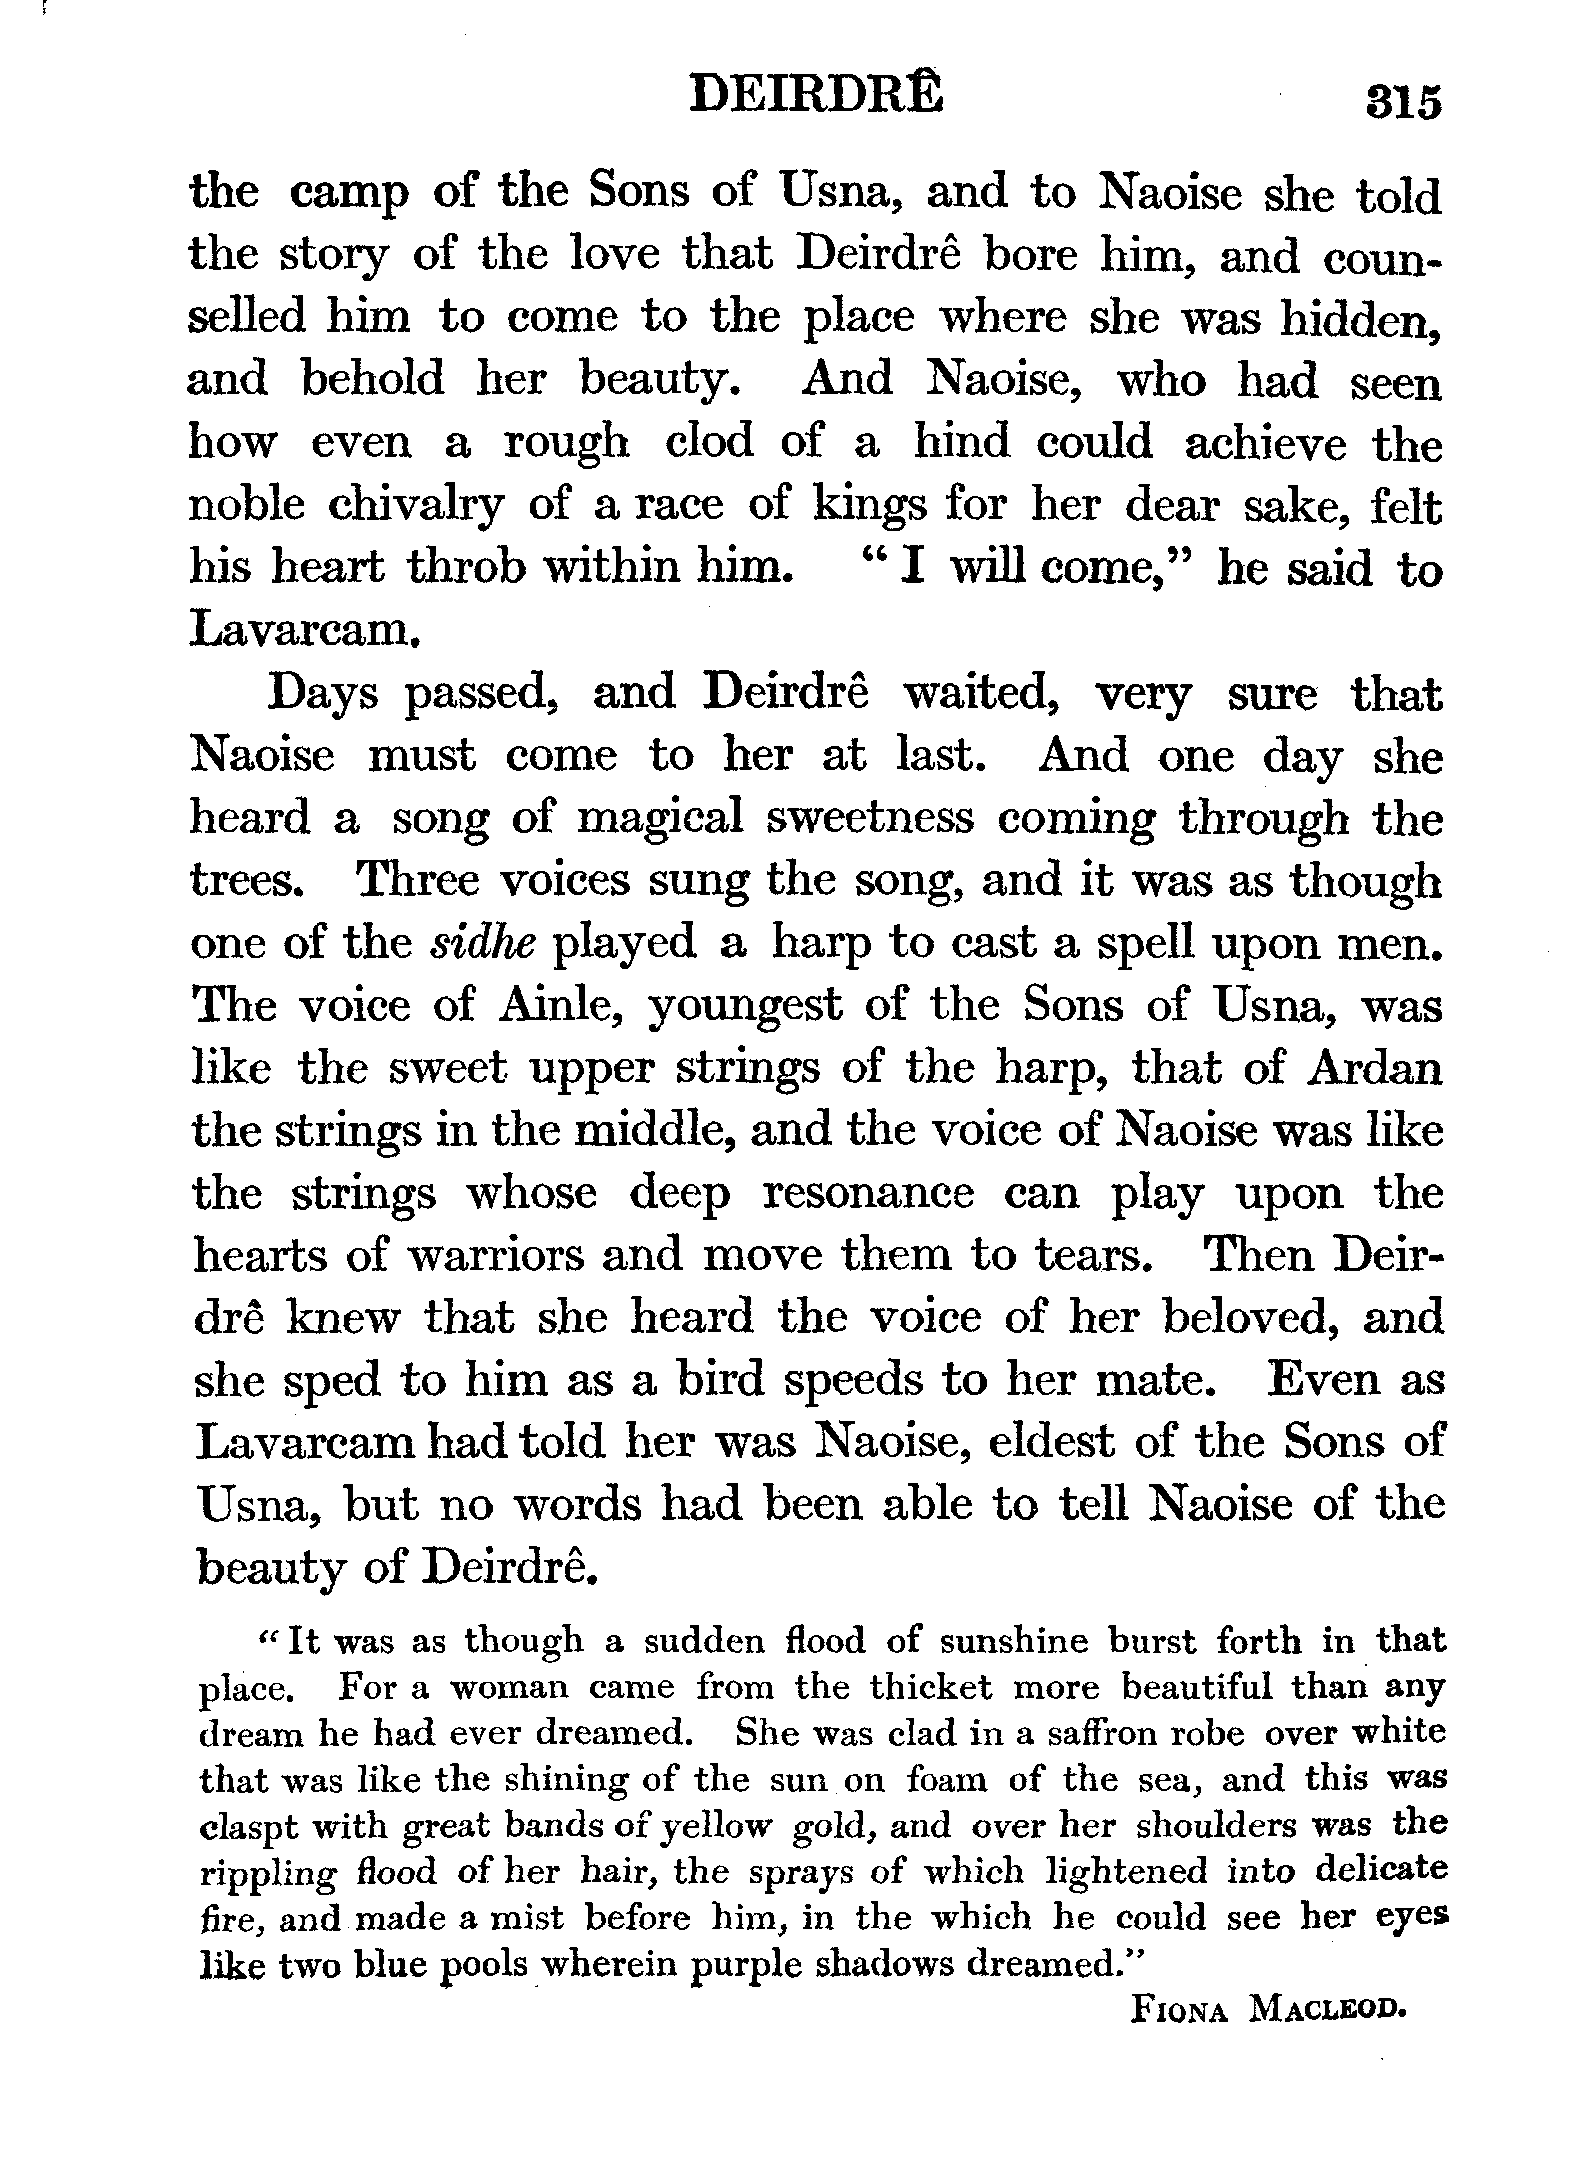 DEIRDRÊ 315
the camp of the Sons of Usna, and to Naoise she told
the story of the love that Deirdrê bore him, and coun-
selled him to come to the place where she was hidden,
and behold her beauty. And Naoise, who had seen
how even a rough clod of a hind could achieve the
noble chivalry of a race of kings for her dear sake, felt
his heart throb within him. “I will come,” he said to
Lavarcam.
Days passed, and Deirdrê waited, very sure that
Naoise must come to her at last. And one day she
heard a song of magical sweetness coming through the
trees. Three voices sung the song, and it was as though
one of the sidhe played a harp to cast a spell upon men.
The voice of Ainle, youngest of the Sons of Usna, was
like the sweet upper strings of the harp, that of Ardan
the strings in the middle, and the voice of Naoise was like
the strings whose deep resonance can play upon the
hearts of warriors and move them to tears. Then Deir-
drê knew that she heard the voice of her beloved, and
she sped to him as a bird speeds to her mate. Even as
Lavarcam had told her was Naoise, eldest of the Sons of
Usna, but no words had been able to tell Naoise of the
beauty of Deirdrê.
“It was as though a sudden flood of sunshine burst forth in that
place. For a woman came from the thicket more beautiful than any
dream he had ever dreamed. She was clad in a saffron robe over white
that was like the shining of the sun on foam of the sea, and this was
claspt with great bands of yellow gold, and over her shoulders was the
rippling flood of her hair, the sprays of which lightened into delicate
fire, and made a mist before him, in the which he could see her eyes
like two blue pools wherein purple shadows dreamed.”
FIONA MACLEOD.